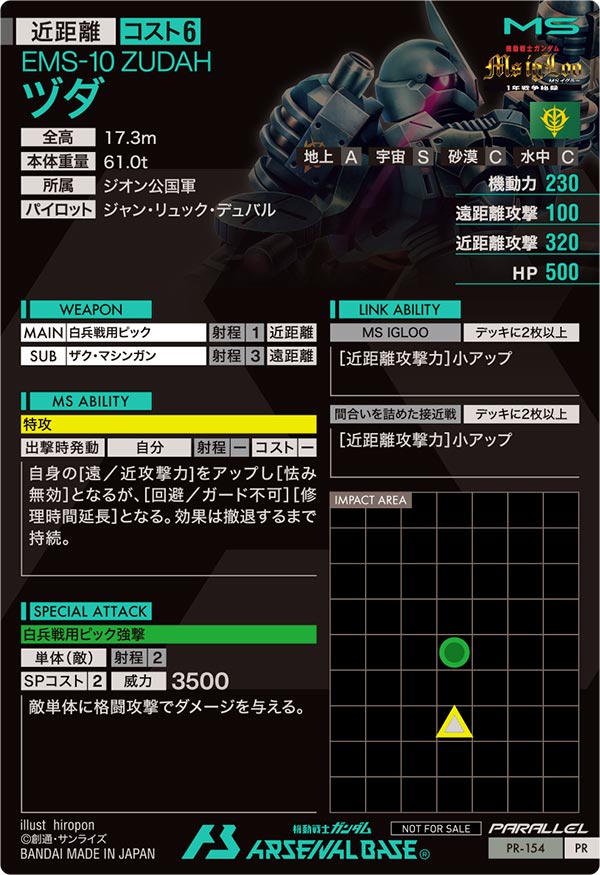 近距離 コスト6
MS
EMS-10 ZUDAH
ヅダ
機動戦士ガンダム
MS igLoo
MSイグルー
1年戦争秘録
全高 17.3m
本体重量 61.0t
所属 ジオン公国軍
パイロット ジャン・リュック・デュバル
地上 A 宇宙 S 砂漠 C 水中 C
機動力 230
遠距離攻撃 100
近距離攻撃 320
HP 500
WEAPON
MAIN 白兵戦用ピック 射程 1 近距離
SUB ザク・マシンガン 射程 3 遠距離
MS ABILITY
特攻
出撃時発動 自分 射程 ー コスト ー
自身の[遠／近攻撃力]をアップし[怯み
無効]となるが、[回避／ガード不可][修
理時間延長]となる。効果は撤退するまで
持続。
SPECIAL ATTACK
白兵戦用ピック強撃
単体(敵) 射程 2
SPコスト 2 威力 3500
敵単体に格闘攻撃でダメージを与える。
LINK ABILITY
MS IGLOO デッキに2枚以上
[近距離攻撃力]小アップ
間合いを詰めた接近戦 デッキに2枚以上
[近距離攻撃力]小アップ
IMPACT AREA
illust hiropon
©創通・サンライズ
BANDAI MADE IN JAPAN
機動戦士ガンダム
ARSENAL BASE®
NOT FOR SALE
PARALLEL
PR-154 PR